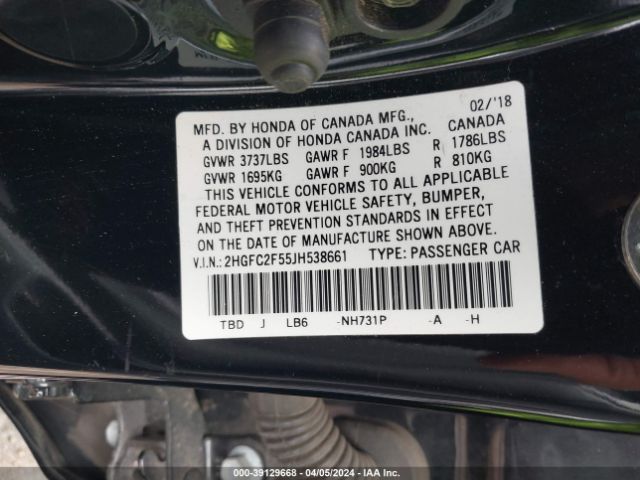 MFD. BY HONDA OF CANADA MFG., 02/'18
A DIVISION OF HONDA CANADA INC. CANADA
GVWR 3737LBS GAWR F 1984LBS R 1786LBS
GVWR 1695KG GAWR F 900KG R 810KG
THIS VEHICLE CONFORMS TO ALL APPLICABLE
FEDERAL MOTOR VEHICLE SAFETY, BUMPER,
AND THEFT PREVENTION STANDARDS IN EFFECT
ON THE DATE OF MANUFACTURE SHOWN ABOVE.
V.I.N.: 2HGFC2F55JH538661 TYPE: PASSENGER CAR
TBD J LB6 -NH731P -A -H
000-39129668 - 04/05/2024 - IAA Inc.